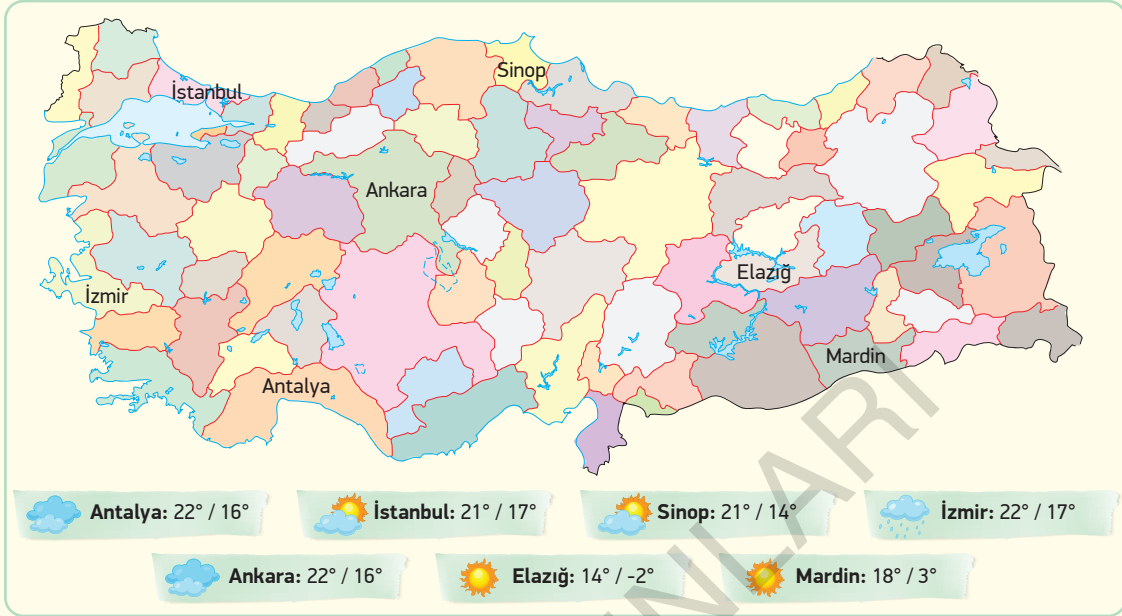 Sinop
İstanbul
Ankara
Elazığ
İzmir
Mardin
Antalya
Antalya: 22° / 16°
İstanbul: 21° / 17°
Sinop: 21° / 14°
İzmir: 22° / 17°
Ankara: 22° / 16°
Elazığ: 14° / -2°
Mardin: 18° / 3°
NLARI